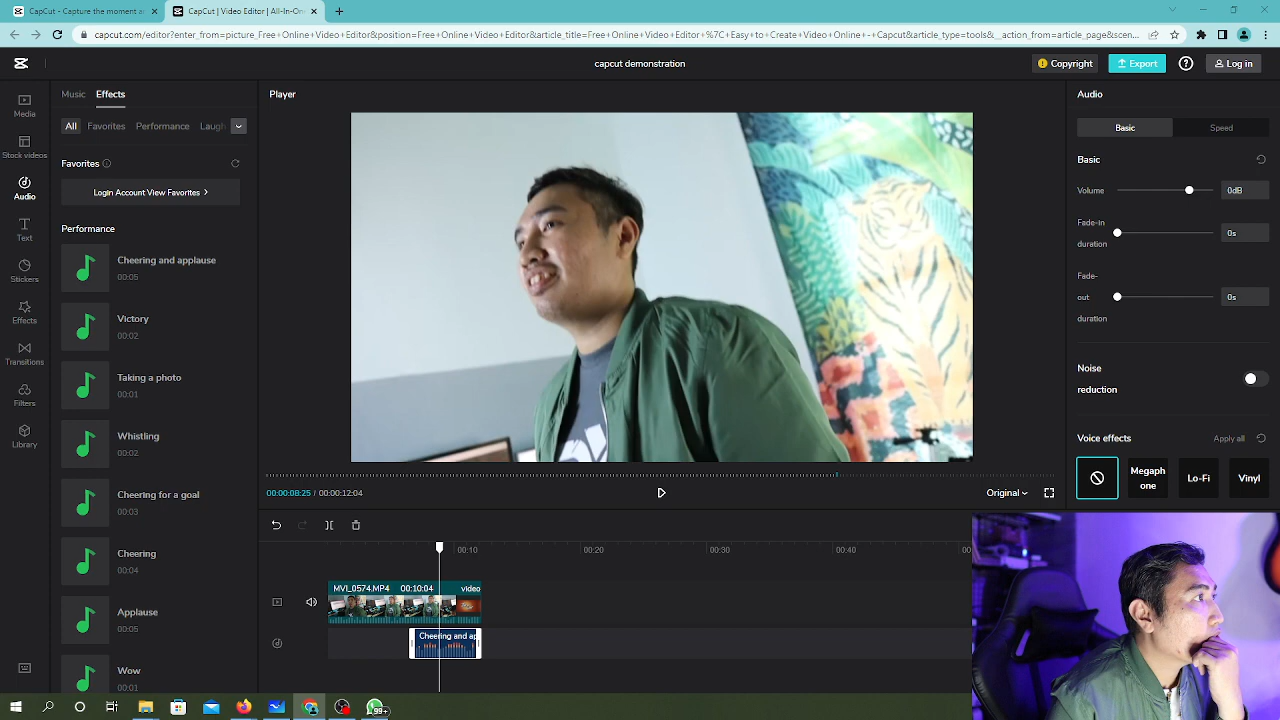 CapCut - Capture the moment an
CapCut | Video Editor | All-In-One
capcut.com/editor?enter_from=picture_Free+Online+Video+Editor&position=Free+Online+Video+Editor&article_title=Free+Online+Video+Editor+%7C+Easy+to+Create+Video+Online+-+Capcut&article_type=tools&__action_from=article_page&scen...
capcut demonstration
Copyright
Export
Log in
Media
Stock videos
Audio
Text
Stickers
Effects
Transitions
Filters
Library
Music
Effects
All
Favorites
Performance
Laugh
Favorites
Login Account View Favorites >
Performance
Cheering and applause
00:05
Victory
00:02
Taking a photo
00:01
Whistling
00:02
Cheering for a goal
00:03
Cheering
00:04
Applause
00:05
Wow
00:01
Player
00:00:08:25 / 00:00:12:04
Original
00:10
00:20
00:30
00:40
00
MVI_0574.MP4 00:10:04 video
Cheering and ap
Audio
Basic
Speed
Basic
Volume
0dB
Fade-in
duration
0s
Fade-
out
duration
0s
Noise
reduction
Voice effects
Apply all
Megaph
one
Lo-Fi
Vinyl
99+